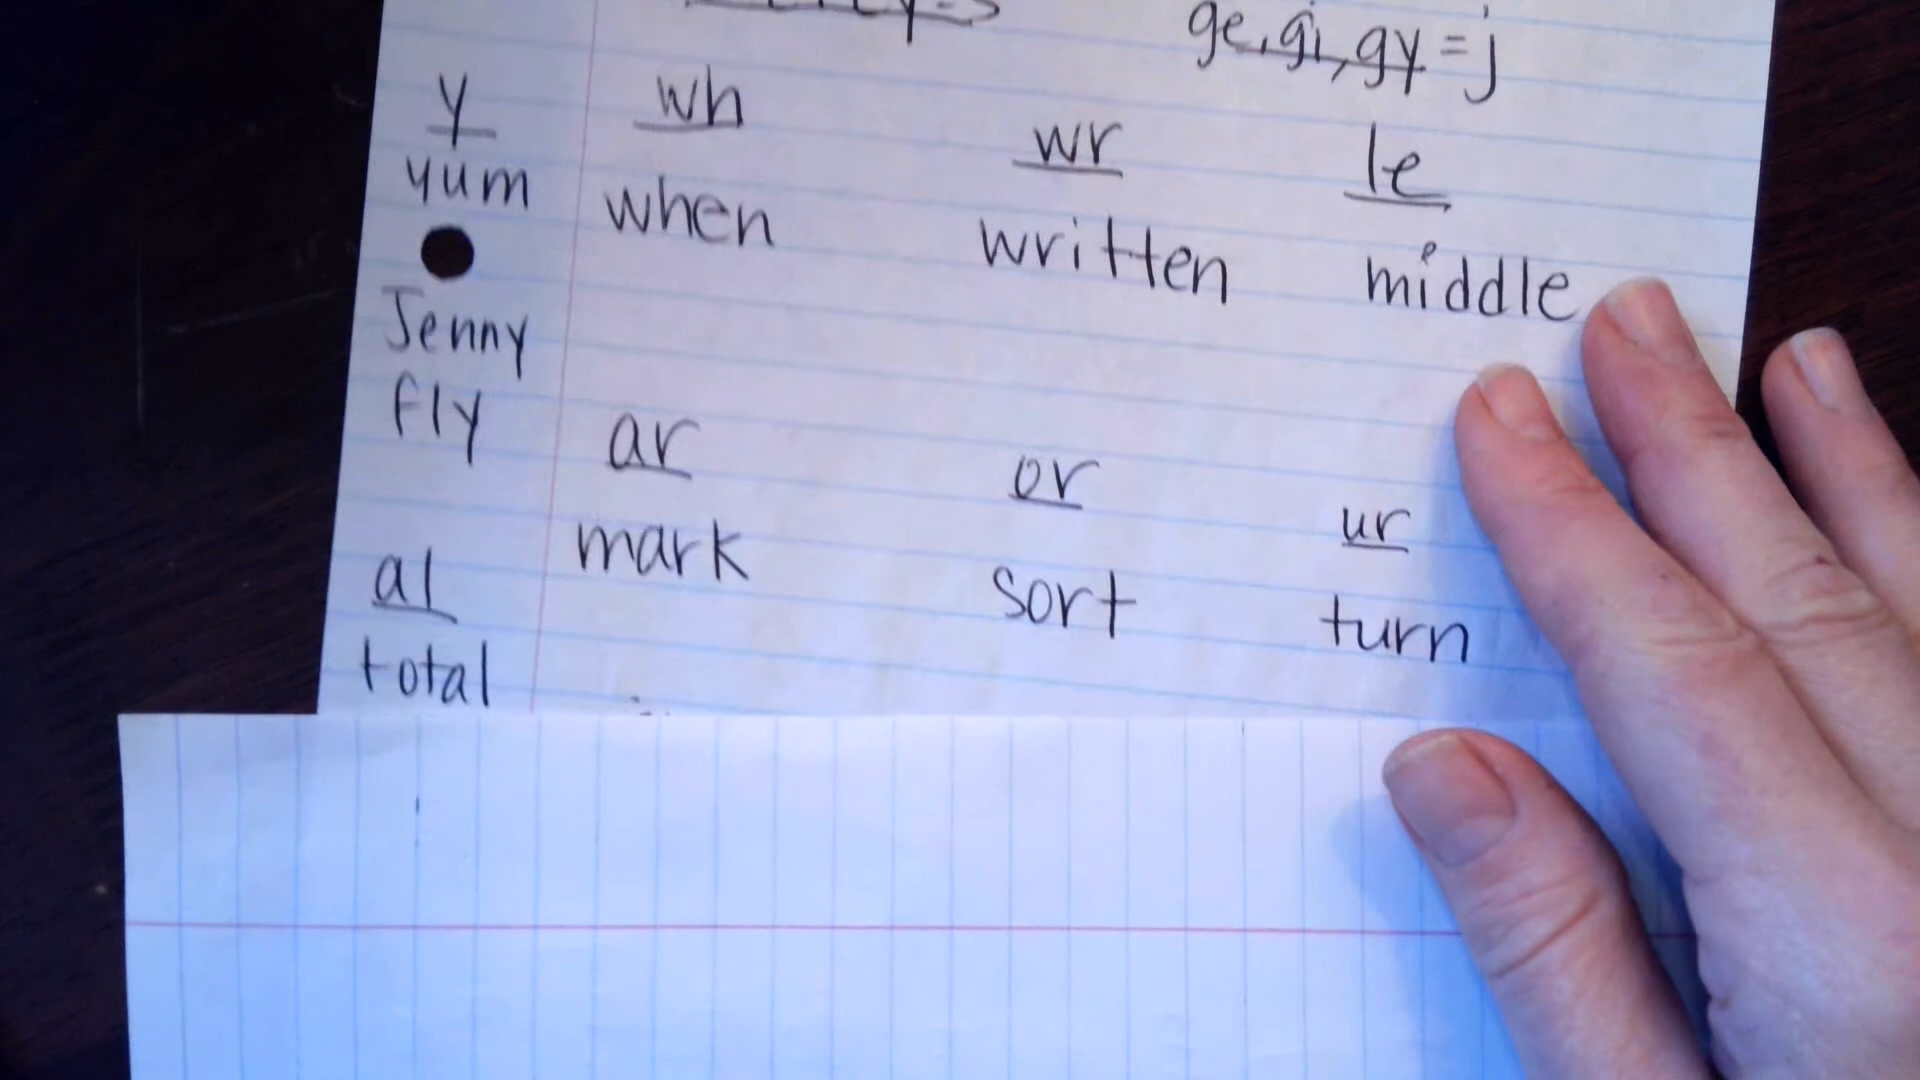 ge, gi, gy = j
y wh wr le
yum when written middle
Jenny
fly
ar or ur
mark sort turn
al
total